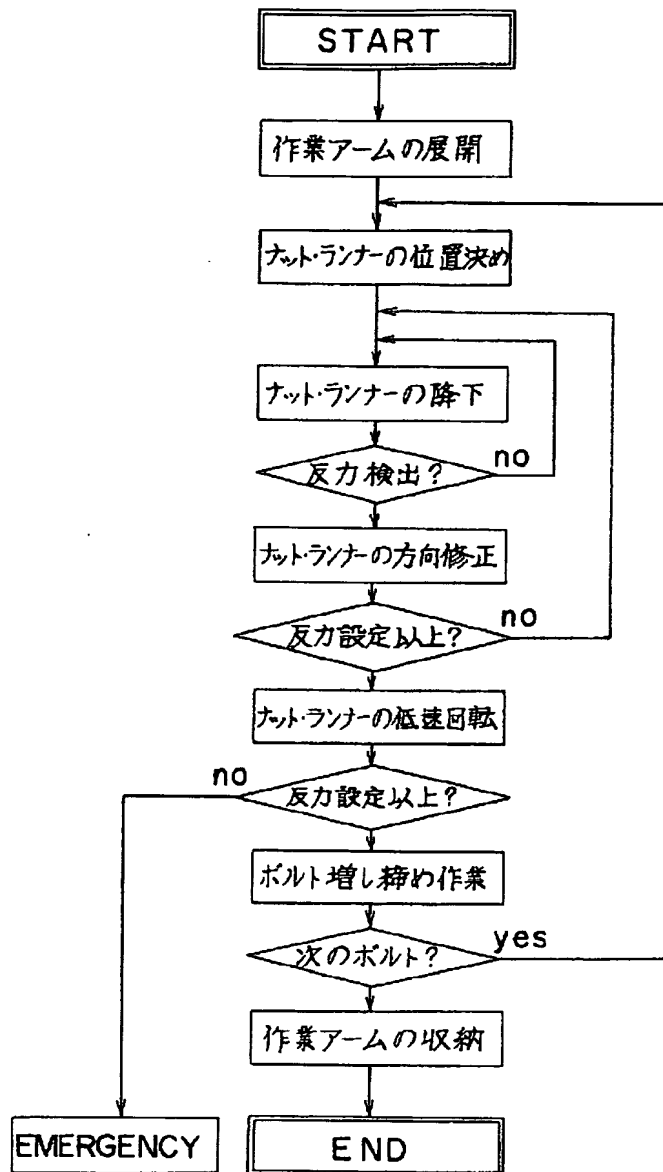 START
作業アームの展開
ナット・ランナーの位置決め
ナット・ランナーの降下
反力検出?
no
ナット・ランナーの方向修正
反力設定以上?
no
ナット・ランナーの低速回転
no
反力設定以上?
ボルト増し締め作業
次のボルト?
yes
作業アームの収納
EMERGENCY
END